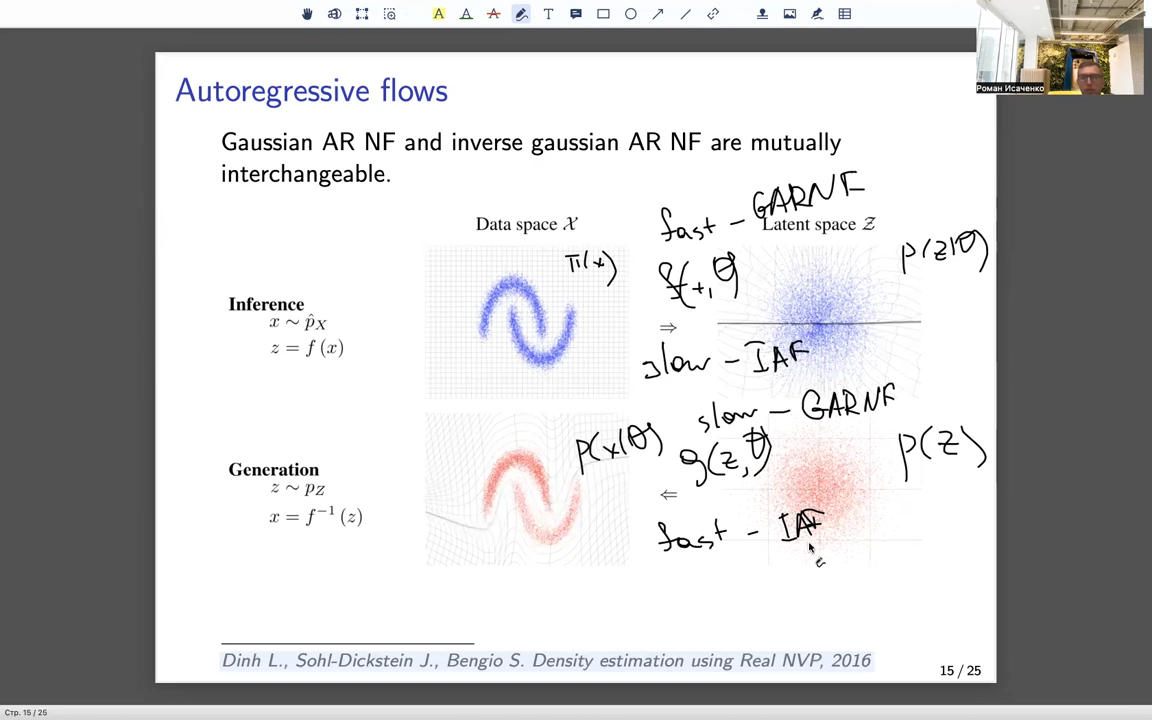 Роман Исаченко
Autoregressive flows
Gaussian AR NF and inverse gaussian AR NF are mutually
interchangeable.
fast - GARNF
Data space 𝒳
Latent space 𝒵
π(x)
f(x, θ)
p(z|θ)
Inference
x ∼ p̂_X
z = f (x)
⇒
slow - IAF
slow - GARNF
p(x|θ)
g(z, θ)
p(z)
Generation
z ∼ p_Z
x = f⁻¹ (z)
⇐
fast - IAF
Dinh L., Sohl-Dickstein J., Bengio S. Density estimation using Real NVP, 2016
15 / 25
Стр. 15 / 25